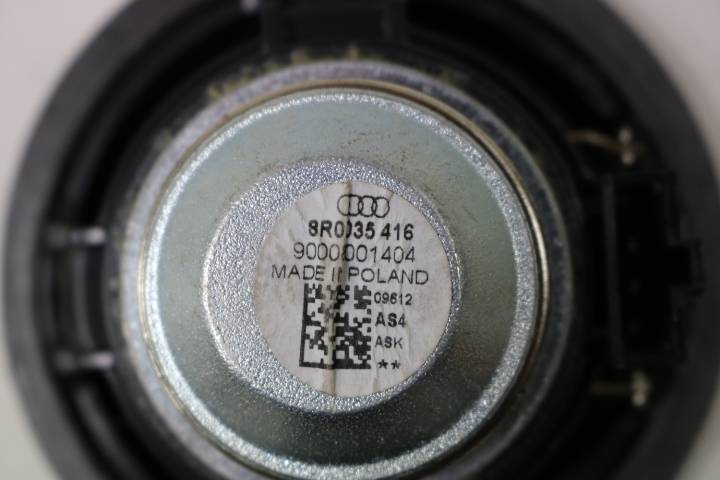 8R0035 416
9000001404
MADE IN POLAND
09612
AS4
ASK
**